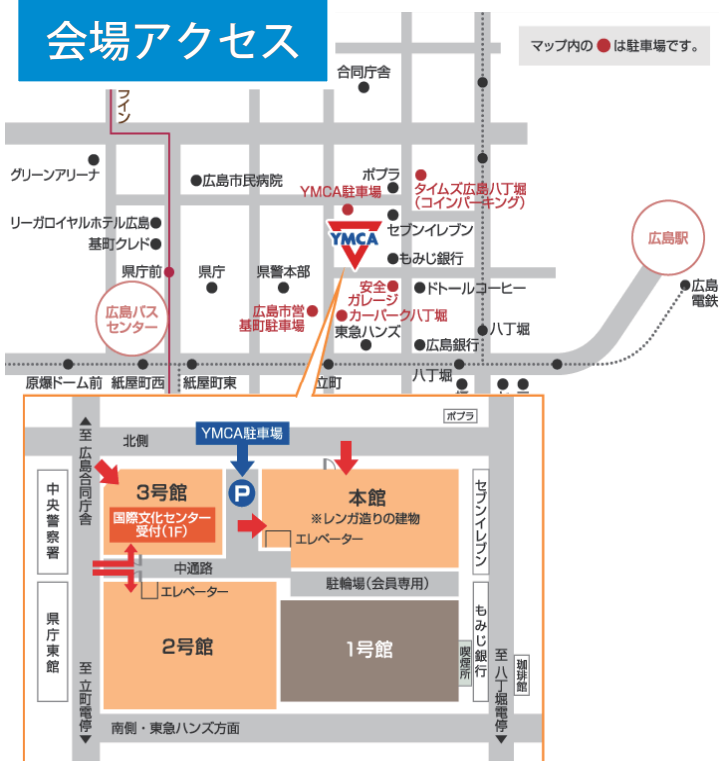 会場アクセス
マップ内の●は駐車場です。
合同庁舎
ライン
グリーンアリーナ
広島市民病院
ポプラ
YMCA駐車場
タイムズ広島八丁堀
(コインパーキング)
リーガロイヤルホテル広島
基町クレド
YMCA
セブンイレブン
もみじ銀行
広島駅
県庁前
県庁
県警本部
安全
ガレージ
ドトールコーヒー
広島
電鉄
広島バス
センター
広島市営
基町駐車場
カーパーク八丁堀
東急ハンズ
広島銀行
八丁堀
原爆ドーム前
紙屋町西
紙屋町東
立町
八丁堀
ポプラ
YMCA駐車場
北側
至 広島合同庁舎
中央警察署
3号館
国際文化センター
受付(1F)
P
本館
※レンガ造りの建物
エレベーター
セブンイレブン
中通路
駐輪場(会員専用)
エレベーター
県庁東館
2号館
1号館
喫煙所
もみじ銀行
珈琲館
至 立町電停
至 八丁堀電停
南側・東急ハンズ方面